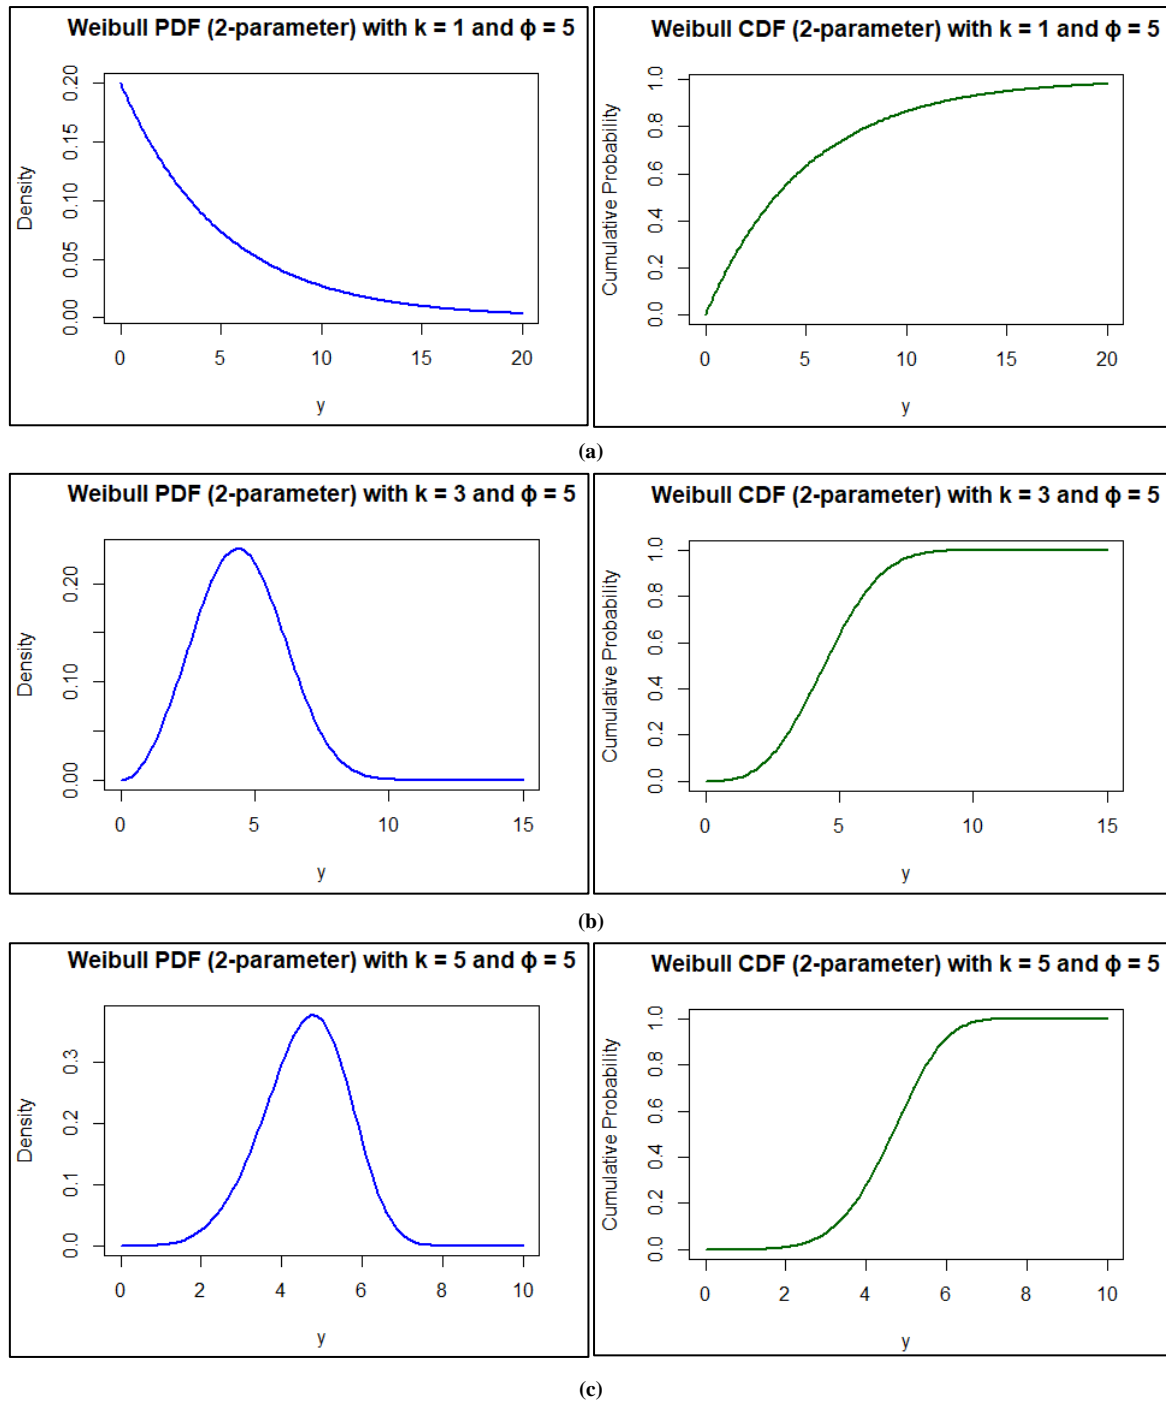 Weibull PDF (2-parameter) with k = 1 and ϕ = 5
Density
0.00 0.05 0.10 0.15 0.20
0 5 10 15 20
y
Weibull CDF (2-parameter) with k = 1 and ϕ = 5
Cumulative Probability
0.0 0.2 0.4 0.6 0.8 1.0
0 5 10 15 20
y
(a)
Weibull PDF (2-parameter) with k = 3 and ϕ = 5
Density
0.00 0.10 0.20
0 5 10 15
y
Weibull CDF (2-parameter) with k = 3 and ϕ = 5
Cumulative Probability
0.0 0.2 0.4 0.6 0.8 1.0
0 5 10 15
y
(b)
Weibull PDF (2-parameter) with k = 5 and ϕ = 5
Density
0.0 0.1 0.2 0.3
0 2 4 6 8 10
y
Weibull CDF (2-parameter) with k = 5 and ϕ = 5
Cumulative Probability
0.0 0.2 0.4 0.6 0.8 1.0
0 2 4 6 8 10
y
(c)